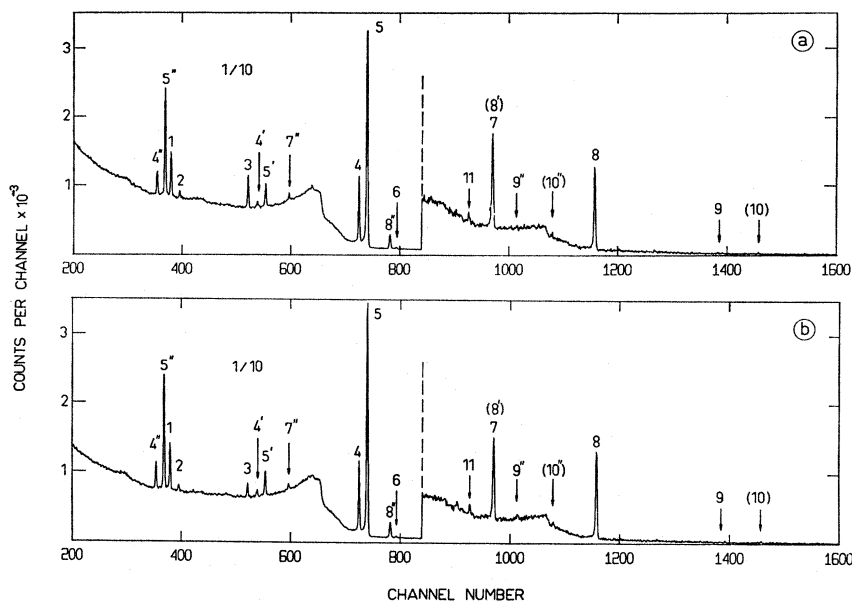 COUNTS PER CHANNEL ×10⁻³
a
3
2
1
1/10
4" 5" 1 2 3 4' 5' 7" 4 5 8" 6 11 (8') 7 9" (10") 8 9 (10)
200 400 600 800 1000 1200 1400 1600
b
3
2
1
1/10
4" 5" 1 2 3 4' 5' 7" 4 5 8" 6 11 (8') 7 9" (10") 8 9 (10)
200 400 600 800 1000 1200 1400 1600
CHANNEL NUMBER